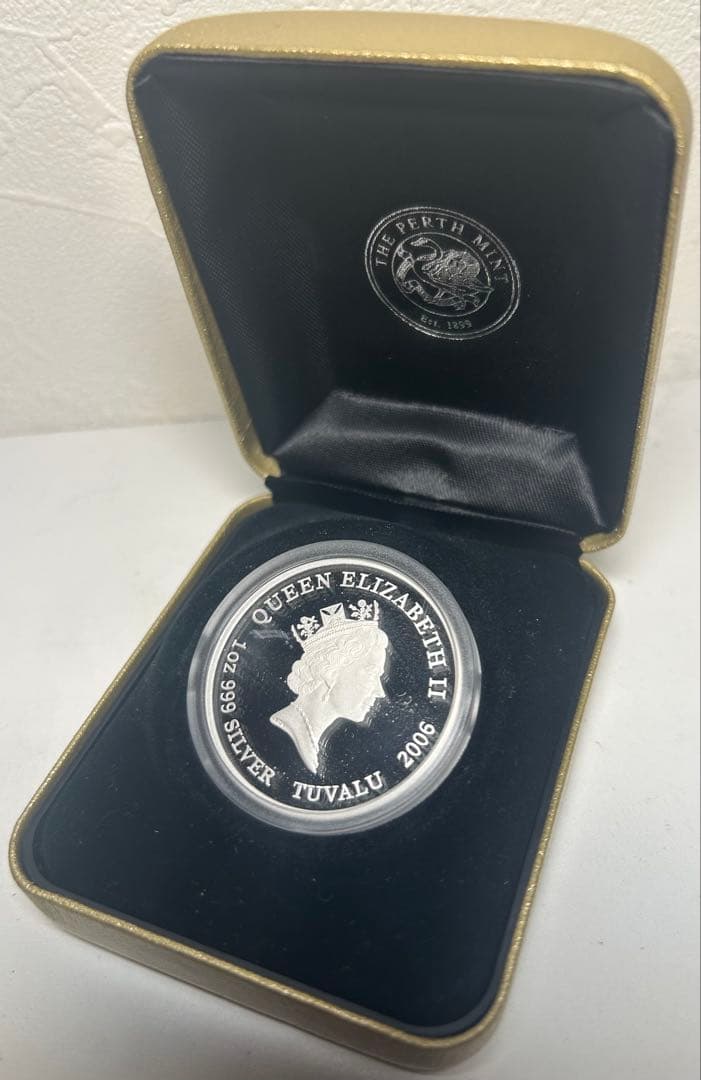 THE PERTH MINT
Est. 1899
QUEEN ELIZABETH II
1 OZ 999 SILVER TUVALU 2006